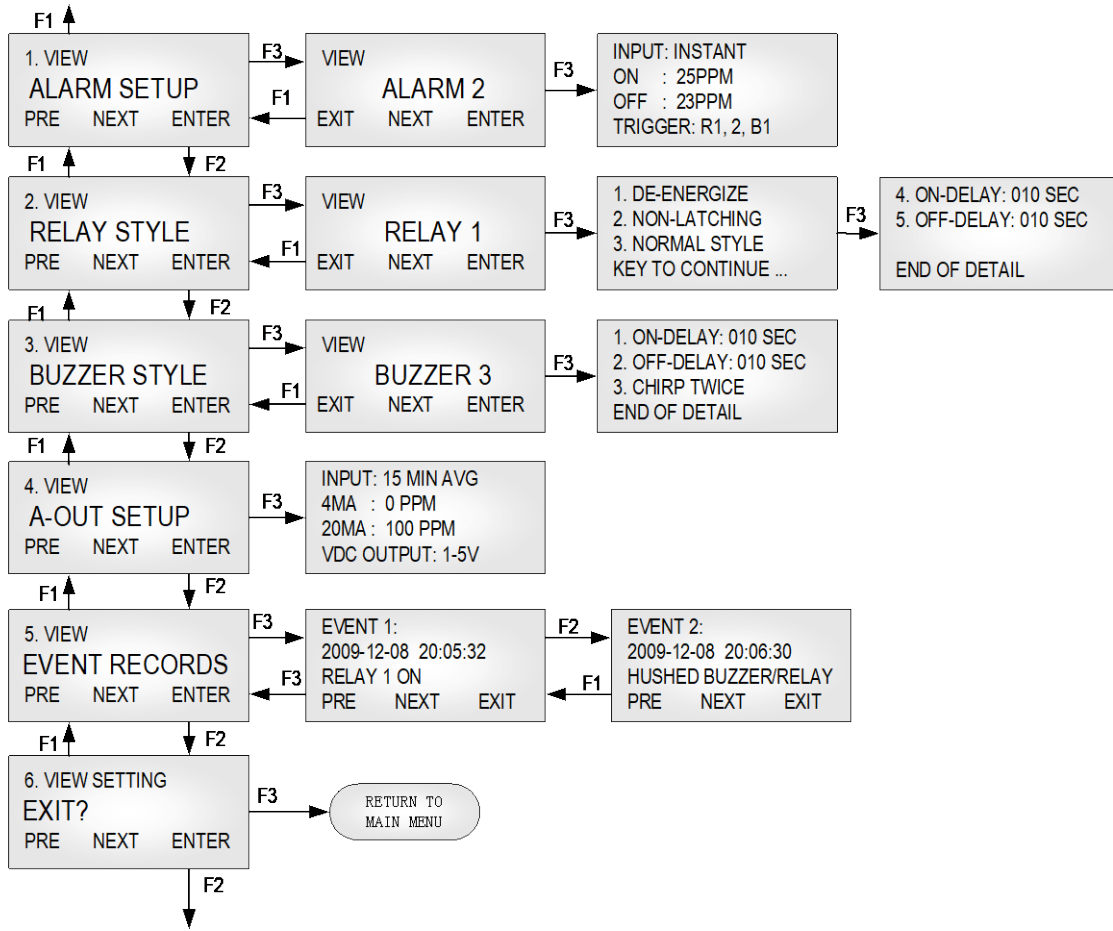 F1
1. VIEW
ALARM SETUP
PRE NEXT ENTER
F3
F1
VIEW
ALARM 2
EXIT NEXT ENTER
F3
INPUT: INSTANT
ON : 25PPM
OFF : 23PPM
TRIGGER: R1, 2, B1
F1
F2
2. VIEW
RELAY STYLE
PRE NEXT ENTER
F3
F1
VIEW
RELAY 1
EXIT NEXT ENTER
F3
1. DE-ENERGIZE
2. NON-LATCHING
3. NORMAL STYLE
KEY TO CONTINUE ...
F3
4. ON-DELAY: 010 SEC
5. OFF-DELAY: 010 SEC
END OF DETAIL
F1
F2
3. VIEW
BUZZER STYLE
PRE NEXT ENTER
F3
F1
VIEW
BUZZER 3
EXIT NEXT ENTER
F3
1. ON-DELAY: 010 SEC
2. OFF-DELAY: 010 SEC
3. CHIRP TWICE
END OF DETAIL
F1
F2
4. VIEW
A-OUT SETUP
PRE NEXT ENTER
F3
INPUT: 15 MIN AVG
4MA : 0 PPM
20MA : 100 PPM
VDC OUTPUT: 1-5V
F1
F2
5. VIEW
EVENT RECORDS
PRE NEXT ENTER
F3
F3
EVENT 1:
2009-12-08 20:05:32
RELAY 1 ON
PRE NEXT EXIT
F2
F1
EVENT 2:
2009-12-08 20:06:30
HUSHED BUZZER/RELAY
PRE NEXT EXIT
F1
F2
6. VIEW SETTING
EXIT?
PRE NEXT ENTER
F3
RETURN TO
MAIN MENU
F2